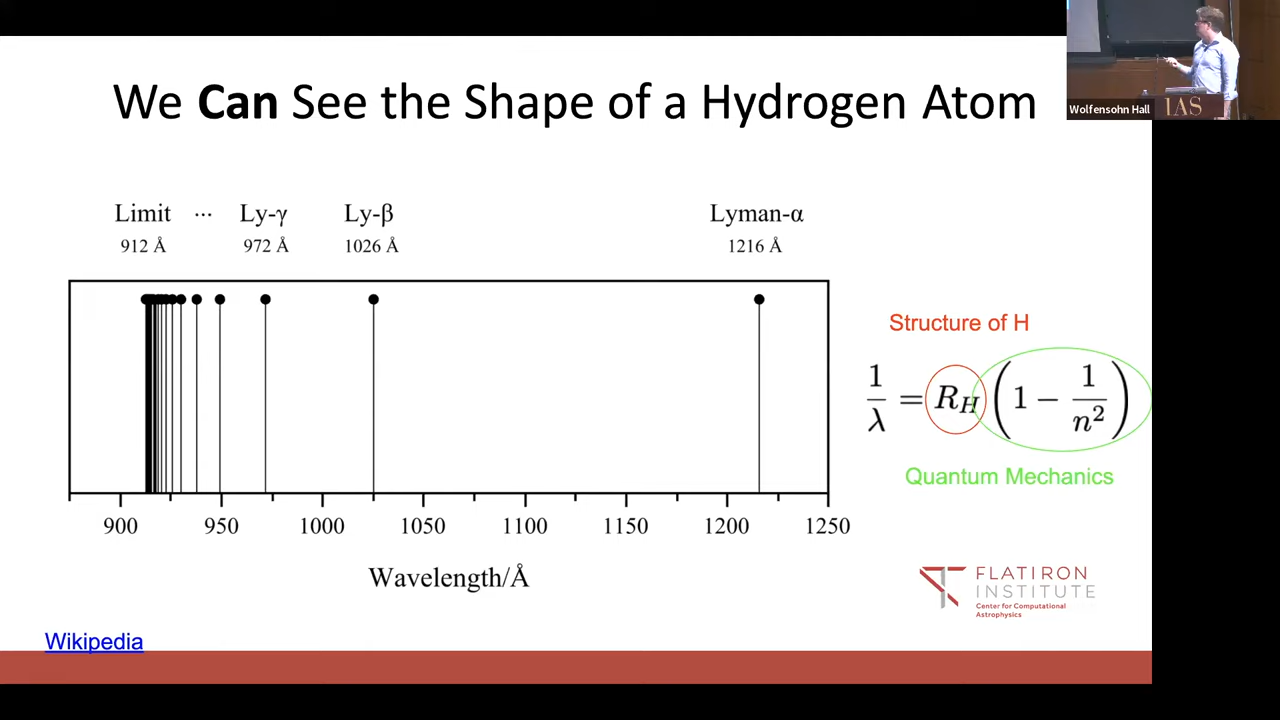 We Can See the Shape of a Hydrogen Atom
Wolfensohn Hall
IAS
Limit ··· Ly-γ Ly-β Lyman-α
912 Å 972 Å 1026 Å 1216 Å
Structure of H
1/λ = R_H (1 − 1/n²)
Quantum Mechanics
900 950 1000 1050 1100 1150 1200 1250
Wavelength/Å
FLATIRON
INSTITUTE
Center for Computational
Astrophysics
Wikipedia